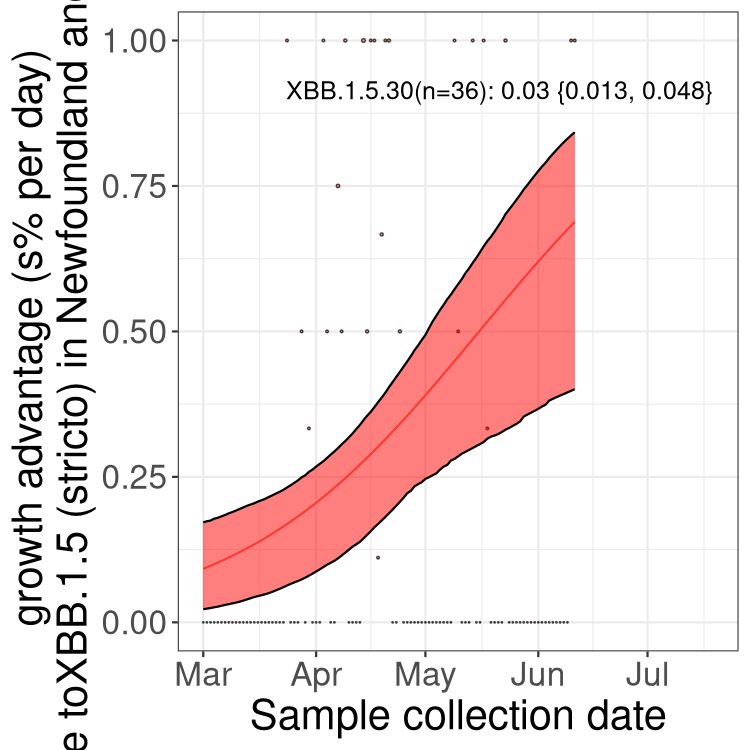 growth advantage (s% per day)
toXBB.1.5 (stricto) in Newfoundland
1.00
0.75
0.50
0.25
0.00
XBB.1.5.30(n=36): 0.03 {0.013, 0.048}
Mar Apr May Jun Jul
Sample collection date